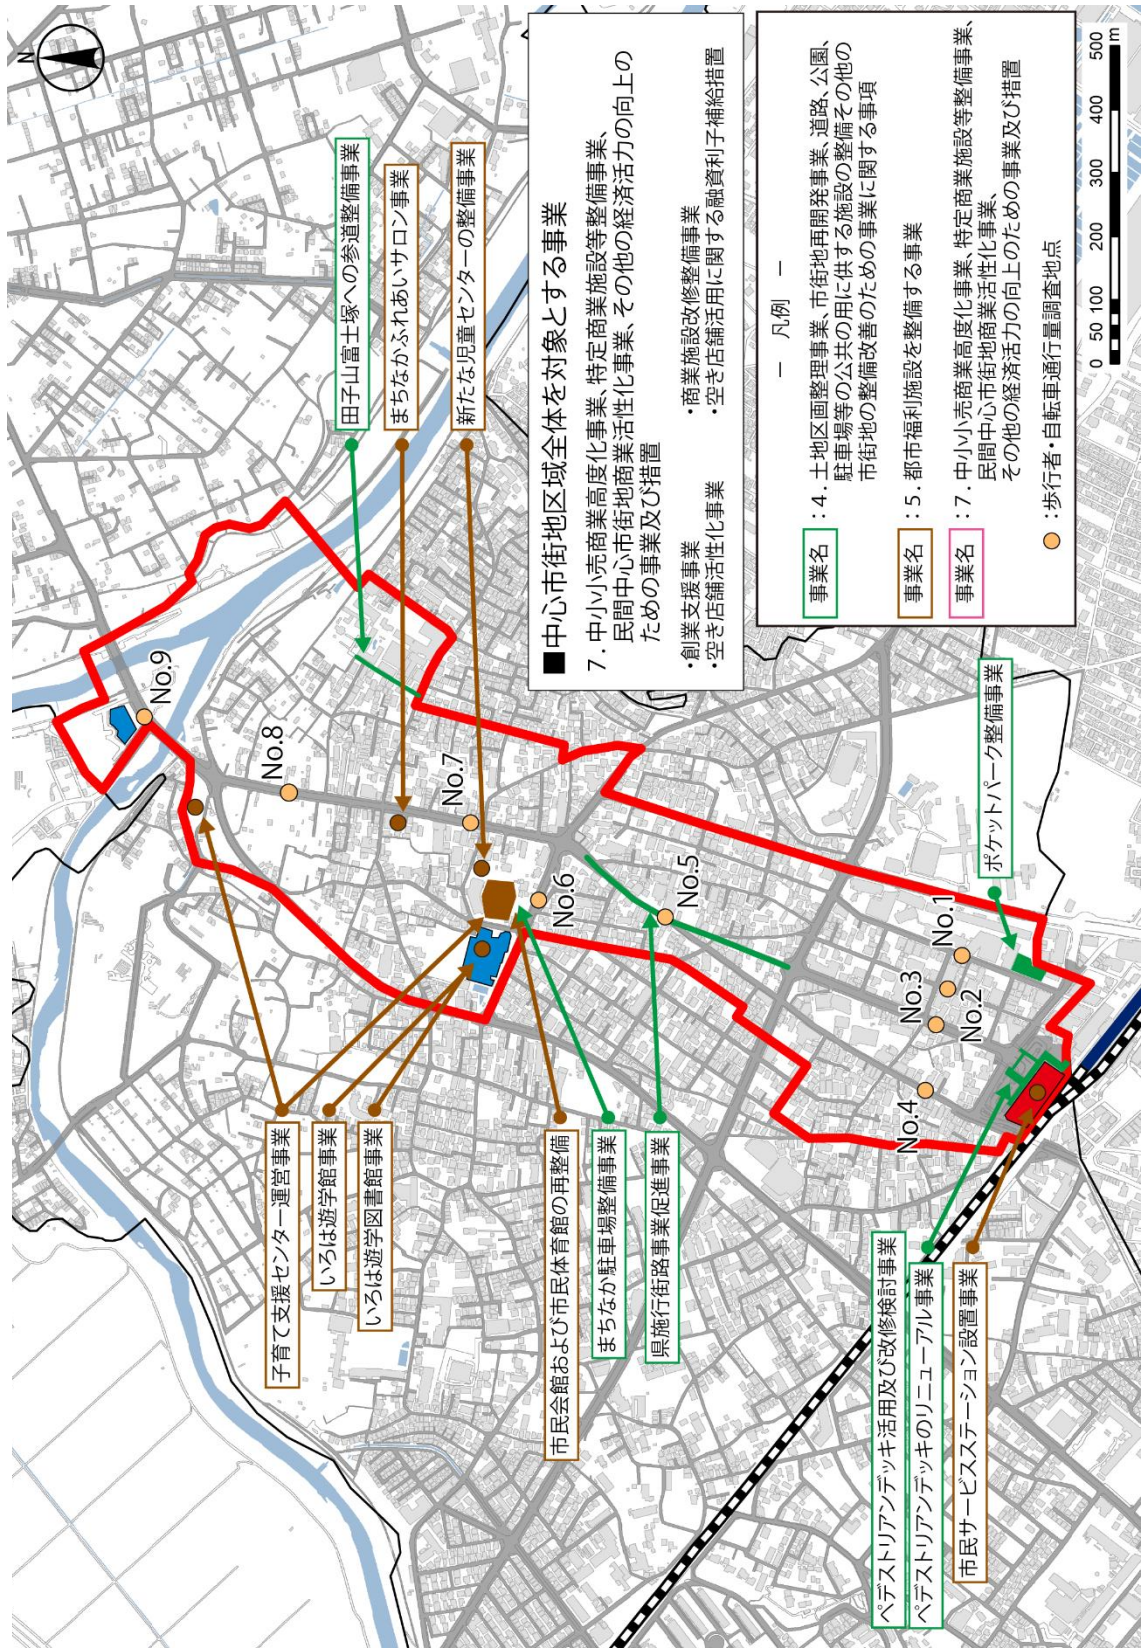 N
田子山富士塚への参道整備事業
まちなかふれあいサロン事業
新たな児童センターの整備事業
■中心市街地区域全体を対象とする事業
7. 中小小売商業高度化事業、特定商業施設等整備事業、
民間中心市街地商業活性化事業、その他の経済活力の向上の
ための事業及び措置
・創業支援事業
・商業施設改修整備事業
・空き店舗活性化事業
・空き店舗活用に関する融資利子補給措置
― 凡例 ―
事業名
:4. 土地区画整理事業、市街地再開発事業、道路、公園、
駐車場等の公共の用に供する施設の整備その他の
市街地の整備改善のための事業に関する事項
事業名
:5. 都市福利施設を整備する事業
事業名
:7. 中小小売商業高度化事業、特定商業施設等整備事業、
民間中心市街地商業活性化事業、
その他の経済活力の向上のための事業及び措置
:歩行者・自転車通行量調査地点
0 50 100 200 300 400 500 m
No.9
No.8
No.7
No.6
No.5
No.1
No.3
No.2
No.4
ポケットパーク整備事業
子育て支援センター運営事業
いろは遊学館事業
いろは遊学図書館事業
市民会館および市民体育館の再整備
まちなか駐車場整備事業
県施行街路事業促進事業
ペデストリアンデッキ活用及び改修検討事業
ペデストリアンデッキのリニューアル事業
市民サービスステーション設置事業